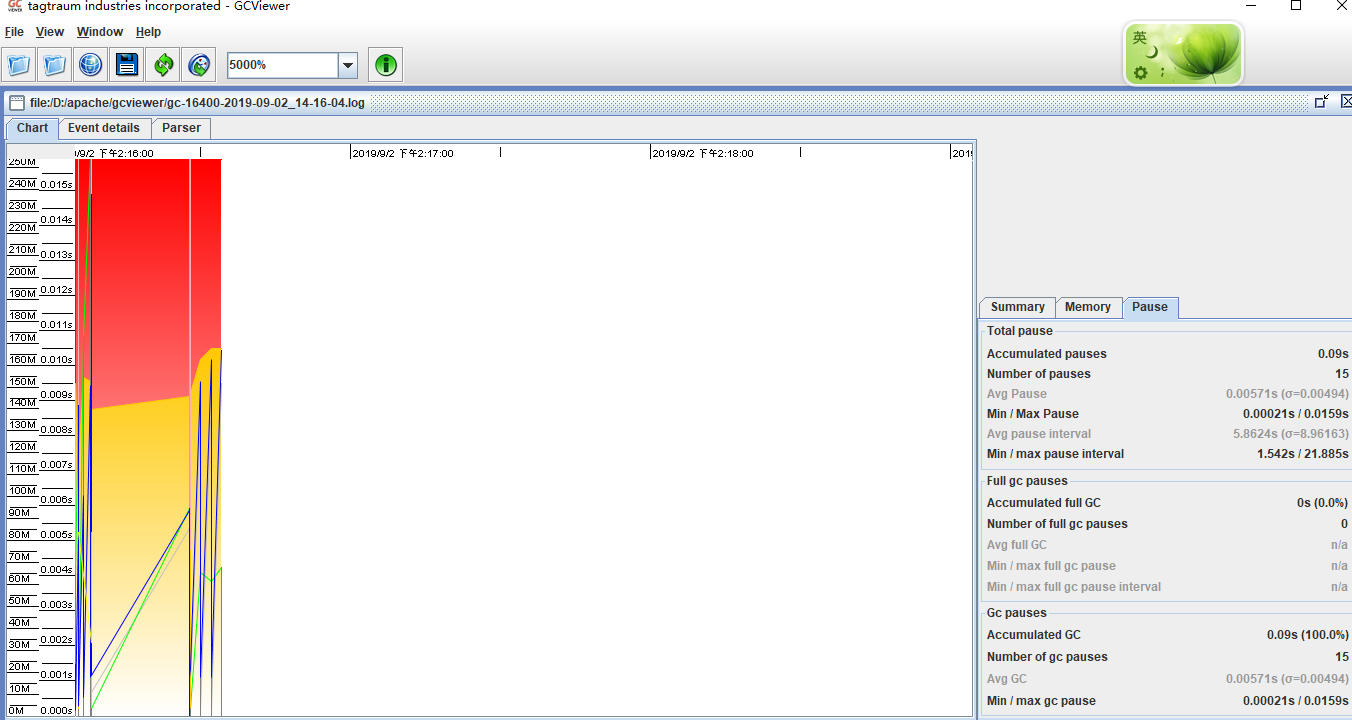 GC
VIEWER
tagtraum industries incorporated - GCViewer
File View Window Help
5000%
英
file:/D:/apache/gcviewer/gc-16400-2019-09-02_14-16-04.log
Chart Event details Parser
/9/2 下午2:16:00 2019/9/2 下午2:17:00 2019/9/2 下午2:18:00 2019
250M
240M 0.015s
230M
220M 0.014s
210M
200M 0.013s
190M 0.012s
180M
170M 0.011s
160M 0.010s
150M
140M 0.009s
130M
120M 0.008s
110M 0.007s
100M
90M 0.006s
80M 0.005s
70M
60M 0.004s
50M
40M 0.003s
30M 0.002s
20M
10M 0.001s
0M 0.000s
Summary Memory Pause
Total pause
Accumulated pauses 0.09s
Number of pauses 15
Avg Pause 0.00571s (σ=0.00494)
Min / Max Pause 0.00021s / 0.0159s
Avg pause interval 5.8624s (σ=8.96163)
Min / max pause interval 1.542s / 21.885s
Full gc pauses
Accumulated full GC 0s (0.0%)
Number of full gc pauses 0
Avg full GC n/a
Min / max full gc pause n/a
Min / max full gc pause interval n/a
Gc pauses
Accumulated GC 0.09s (100.0%)
Number of gc pauses 15
Avg GC 0.00571s (σ=0.00494)
Min / max gc pause 0.00021s / 0.0159s